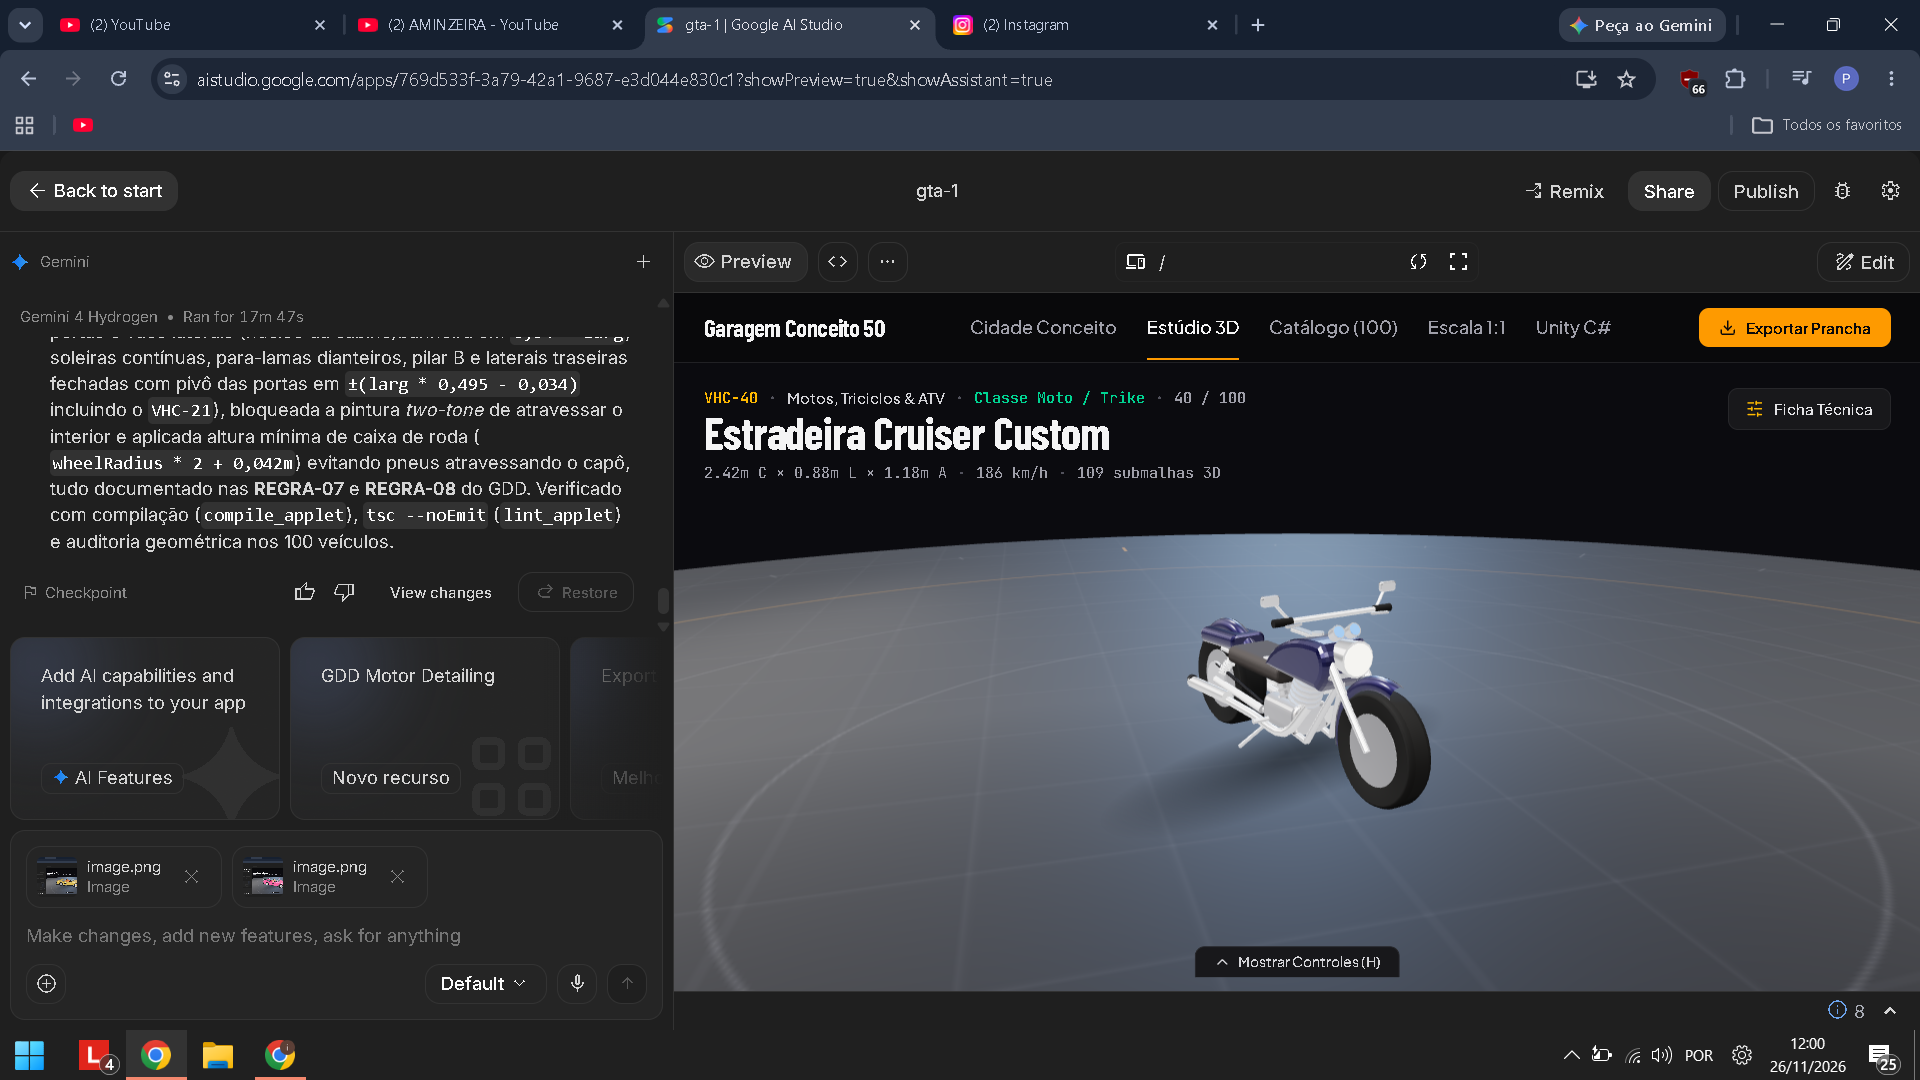 (2) YouTube
(2) AMINZEIRA - YouTube
gta-1 | Google AI Studio
(2) Instagram
Peça ao Gemini
aistudio.google.com/apps/769d533f-3a79-42a1-9687-e3d044e830c1?showPreview=true&showAssistant=true
66
P
Todos os favoritos
Back to start
gta-1
Remix
Share
Publish
Gemini
Preview
/
Edit
Gemini 4 Hydrogen • Ran for 17m 47s
soleiras contínuas, para-lamas dianteiros, pilar B e laterais traseiras
fechadas com pivô das portas em ±(larg * 0,495 - 0,034)
incluindo o VHC-21), bloqueada a pintura two-tone de atravessar o
interior e aplicada altura mínima de caixa de roda (
wheelRadius * 2 + 0,042m) evitando pneus atravessando o capô,
tudo documentado nas REGRA-07 e REGRA-08 do GDD. Verificado
com compilação (compile_applet), tsc --noEmit (lint_applet)
e auditoria geométrica nos 100 veículos.
Checkpoint
View changes
Restore
Add AI capabilities and
integrations to your app
AI Features
GDD Motor Detailing
Novo recurso
Export
Melh
image.png
Image
image.png
Image
Make changes, add new features, ask for anything
Default
Garagem Conceito 50
Cidade Conceito
Estúdio 3D
Catálogo (100)
Escala 1:1
Unity C#
Exportar Prancha
VHC-40 · Motos, Triciclos & ATV · Classe Moto / Trike · 40 / 100
Estradeira Cruiser Custom
2.42m C × 0.88m L × 1.18m A · 186 km/h · 109 submalhas 3D
Ficha Técnica
Mostrar Controles (H)
8
L
4
POR
12:00
26/11/2026
25